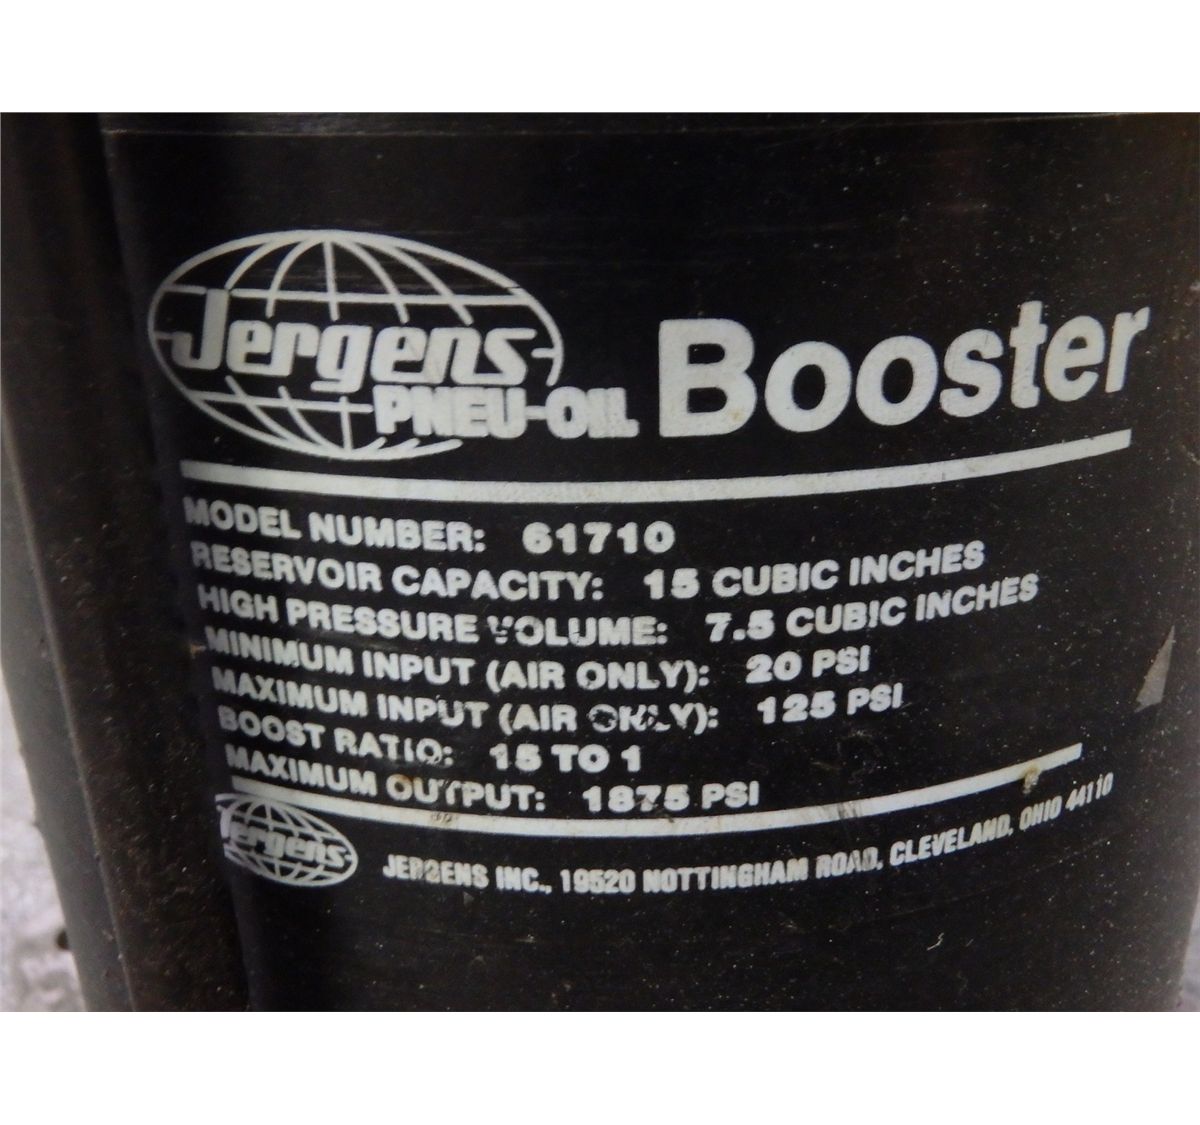 Jergens
PNEU-OIL Booster
MODEL NUMBER: 61710
RESERVOIR CAPACITY: 15 CUBIC INCHES
HIGH PRESSURE VOLUME: 7.5 CUBIC INCHES
MINIMUM INPUT (AIR ONLY): 20 PSI
MAXIMUM INPUT (AIR ONLY): 125 PSI
BOOST RATIO: 15 TO 1
MAXIMUM OUTPUT: 1875 PSI
Jergens
JERGENS INC., 19520 NOTTINGHAM ROAD, CLEVELAND, OHIO 44110